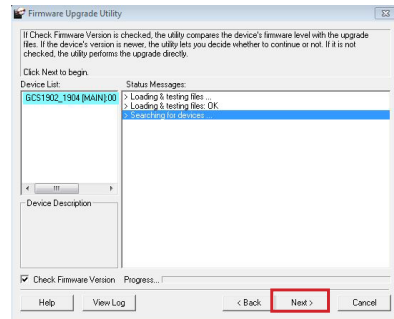 Firmware Upgrade Utility
If Check Firmware Version is checked, the utility compares the device's firmware level with the upgrade
files. If the device's version is newer, the utility lets you decide whether to continue or not. If it is not
checked, the utility performs the upgrade directly.
Click Next to begin.
Device List:
Status Messages:
GCS1902_1904 [MAIN]:00
> Loading & testing files ...
> Loading & testing files: OK
> Searching for devices ...
Device Description
Check Firmware Version
Progress...
Help
View Log
< Back
Next >
Cancel